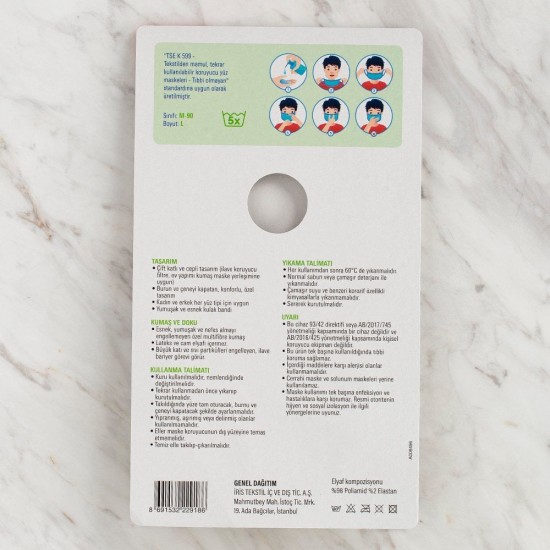 "TSE K 599 -
Tekstilden mamul, tekrar
kullanılabilir koruyucu yüz
maskeleri - Tıbbi olmayan"
standardına uygun olarak
üretilmiştir.
Sınıfı: M-90
Boyut: L
5x
TASARIM
• Çift katlı ve cepli tasarım (ilave koruyucu
filtre, ev yapımı kumaş maske yerleşimine
uygun)
• Burun ve çeneyi kapatan, konforlu, özel
tasarım
• Kadın ve erkek her yüz tipi için uygun
• Yumuşak ve esnek kulak bandı
KUMAŞ VE DOKU
• Esnek, yumuşak ve nefes almayı
engellemeyen özel multifibre kumaş
• Lateks ve cam elyafı içermez
• Büyük katı ve sıvı partikülleri engelleyen, ilave
bariyer görevi görür.
KULLANMA TALİMATI
• Kuru kullanılmalıdır, nemlendiğinde
değiştirilmelidir.
• Tekrar kullanmadan önce yıkanıp
kurutulmalıdır.
• Takıldığında yüze tam oturacak, burnu ve
çeneyi kapatacak şekilde ayarlanmalıdır.
• Yıpranmış, aşınmış veya delinmiş olanlar
kullanılmamalıdır.
• Eller maske koruyucunun dış yüzeyine temas
etmemelidir.
• Temiz elle takılıp-çıkarılmalıdır.
YIKAMA TALİMATI
• Her kullanımdan sonra 60°C de yıkanmalıdır.
• Normal sabun veya çamaşır deterjanı ile
yıkanmalıdır.
• Çamaşır suyu ve benzeri korozif özellikli
kimyasallarla yıkanmamalıdır.
• Sererek kurutulmalıdır.
UYARI
• Bu cihaz 93/42 direktifi veya AB/2017/745
yönetmeliği kapsamında bir cihaz değildir ve
AB/2016/425 yönetmeliği kapsamında kişisel
koruyucu ekipman değildir.
• Bu ürün tek başına kullanıldığında tıbbi
koruma sağlamaz.
• İçerdiği maddelere karşı alerjisi olanlar
kullanmamalıdır.
• Cerrahi maske ve solunum maskeleri yerine
kullanılamaz.
• Maske kullanımı tek başına enfeksiyon ve
hastalıklara karşı korumaz. Resmi otoritenin
hijyen ve sosyal izolasyon ile ilgili
yönergelerine uyunuz.
8 691532 229186
GENEL DAĞITIM
İRİS TEKSTİL İÇ VE DIŞ TİC. A.Ş.
Mahmutbey Mah. İstoç Tic. Mrk.
19. Ada Bağcılar, İstanbul
Elyaf kompozisyonu
%98 Poliamid %2 Elastan